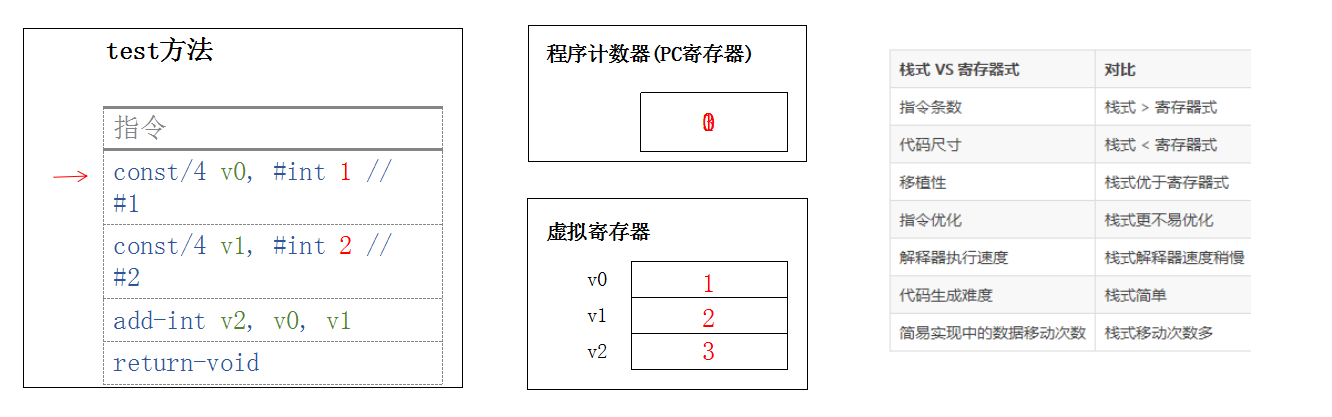 test方法
指令
const/4 v0, #int 1 //
#1
const/4 v1, #int 2 //
#2
add-int v2, v0, v1
return-void
程序计数器(PC寄存器)
虚拟寄存器
v0 1
v1 2
v2 3
栈式 VS 寄存器式 对比
指令条数 栈式 > 寄存器式
代码尺寸 栈式 < 寄存器式
移植性 栈式优于寄存器式
指令优化 栈式更不易优化
解释器执行速度 栈式解释器速度稍慢
代码生成难度 栈式简单
简易实现中的数据移动次数 栈式移动次数多